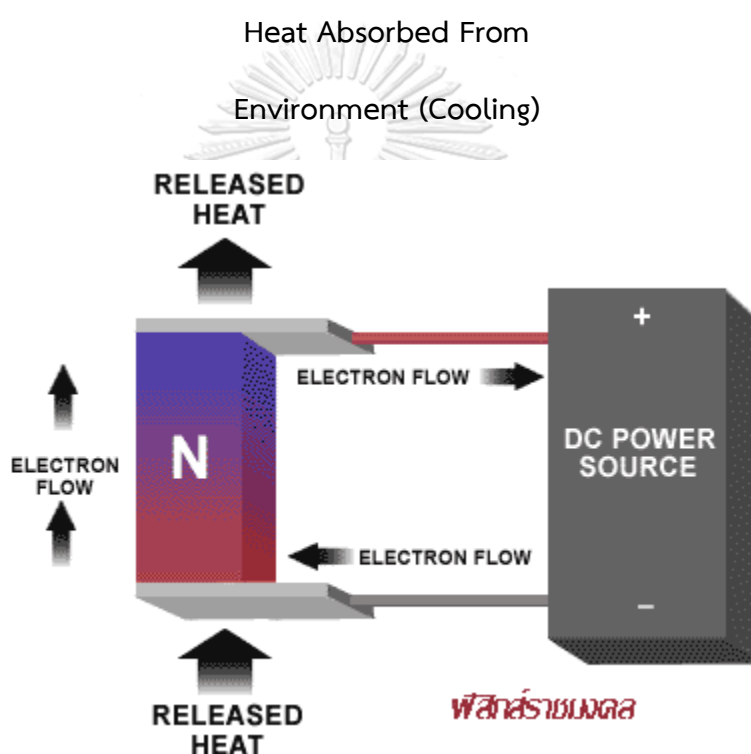 Heat Absorbed From
Environment (Cooling)
RELEASED
HEAT
+
ELECTRON FLOW
DC POWER
SOURCE
N
ELECTRON
FLOW
ELECTRON FLOW
−
RELEASED
HEAT
ฟิสิกส์ราชมงคล